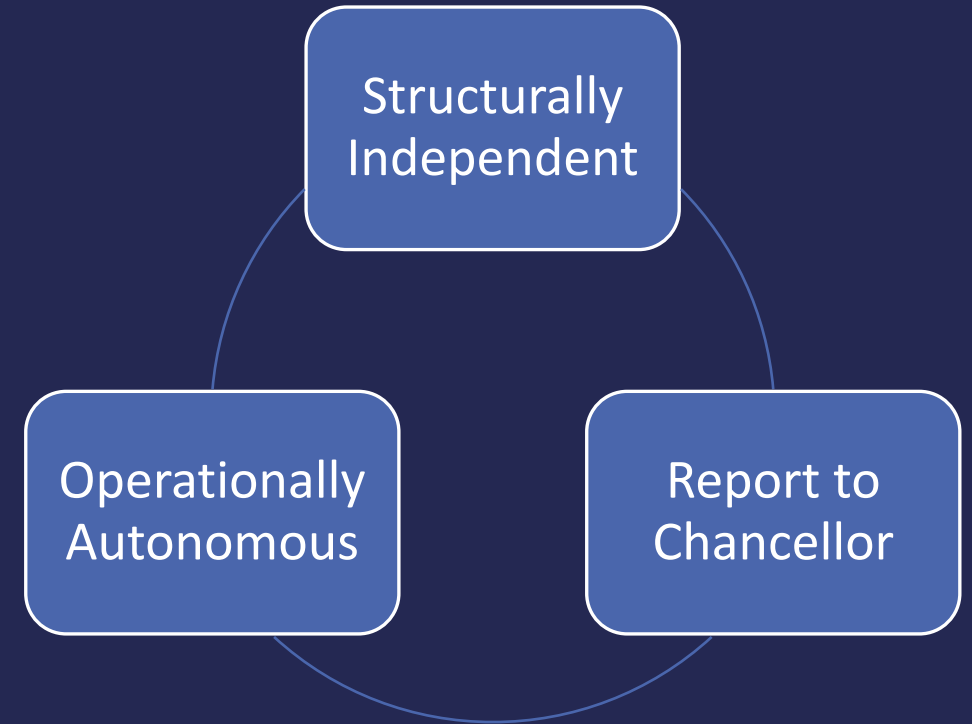 Structurally
Independent
Operationally
Autonomous
Report to
Chancellor